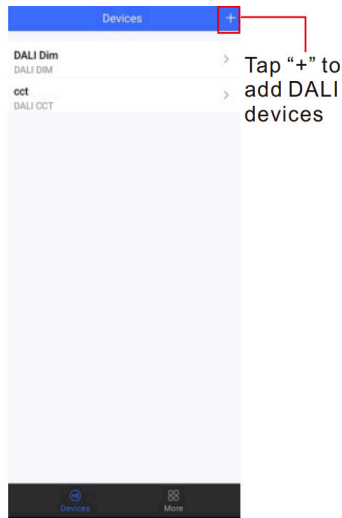 Devices +
DALI Dim
DALI DIM
cct
DALI CCT
Tap “+” to
add DALI
devices
Devices
More